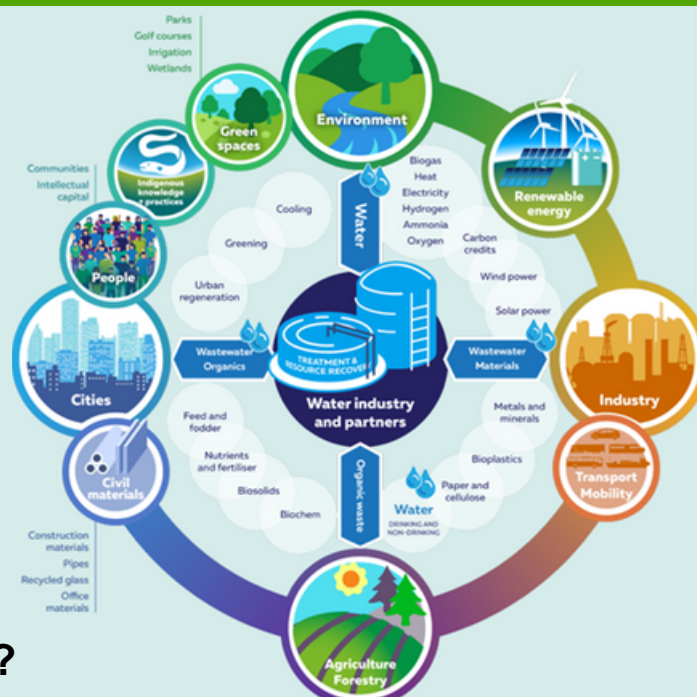 Parks
Golf courses
Irrigation
Wetlands
Environment
Green
spaces
Indigenous
knowledge
+ practices
Communities
Intellectual
capital
People
Cities
Civil
materials
Construction
materials
Pipes
Recycled glass
Office
materials
Renewable
energy
Industry
Transport
Mobility
Agriculture
Forestry
Cooling
Greening
Urban
regeneration
Water
Biogas
Heat
Electricity
Hydrogen
Ammonia
Oxygen
Carbon
credits
Wind power
Solar power
Wastewater
Organics
TREATMENT &
RESOURCE RECOVERY
Water industry
and partners
Wastewater
Materials
Feed and
fodder
Nutrients
and fertiliser
Biosolids
Biochem
Organic waste
Water
DRINKING AND
NON-DRINKING
Metals and
minerals
Bioplastics
Paper and
cellulose
?